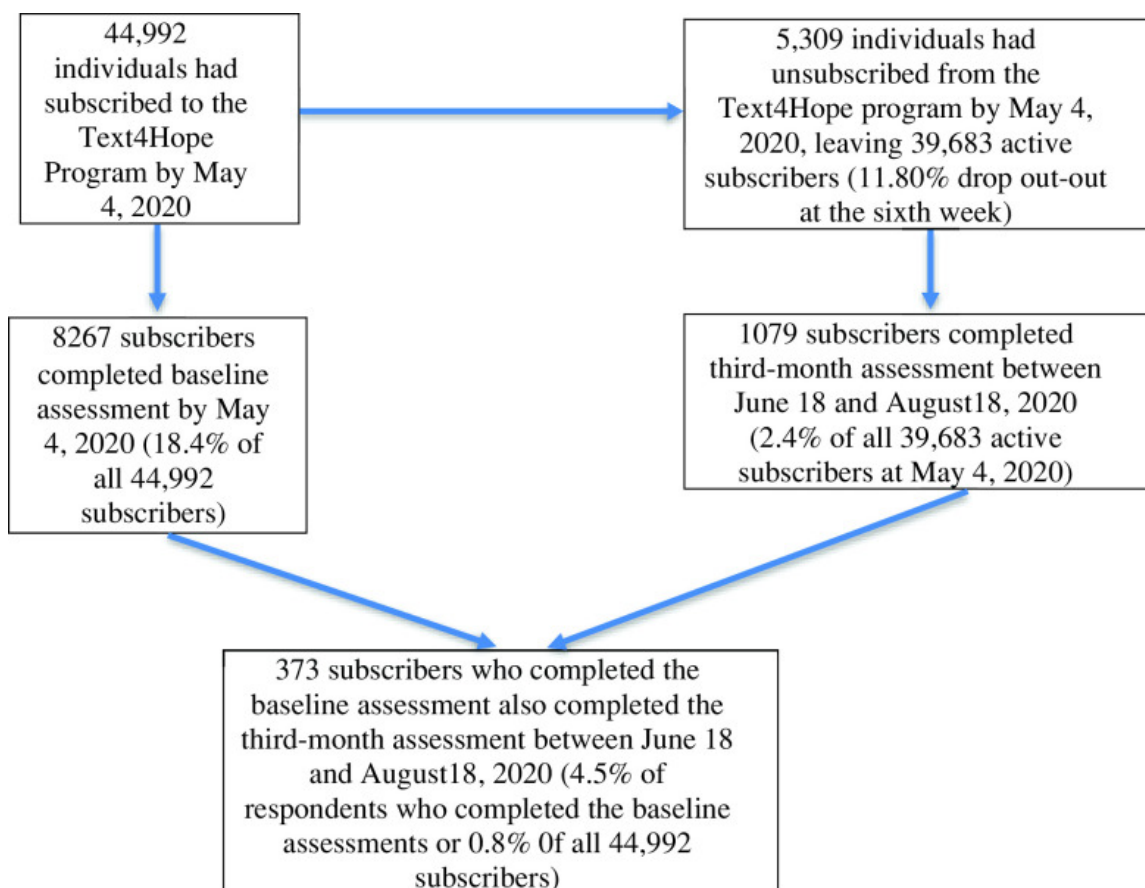 44,992
individuals had
subscribed to the
Text4Hope
Program by May
4, 2020
5,309 individuals had
unsubscribed from the
Text4Hope program by May 4,
2020, leaving 39,683 active
subscribers (11.80% drop out-out
at the sixth week)
8267 subscribers
completed baseline
assessment by May
4, 2020 (18.4% of
all 44,992
subscribers)
1079 subscribers completed
third-month assessment between
June 18 and August18, 2020
(2.4% of all 39,683 active
subscribers at May 4, 2020)
373 subscribers who completed the
baseline assessment also completed the
third-month assessment between June 18
and August18, 2020 (4.5% of
respondents who completed the baseline
assessments or 0.8% 0f all 44,992
subscribers)